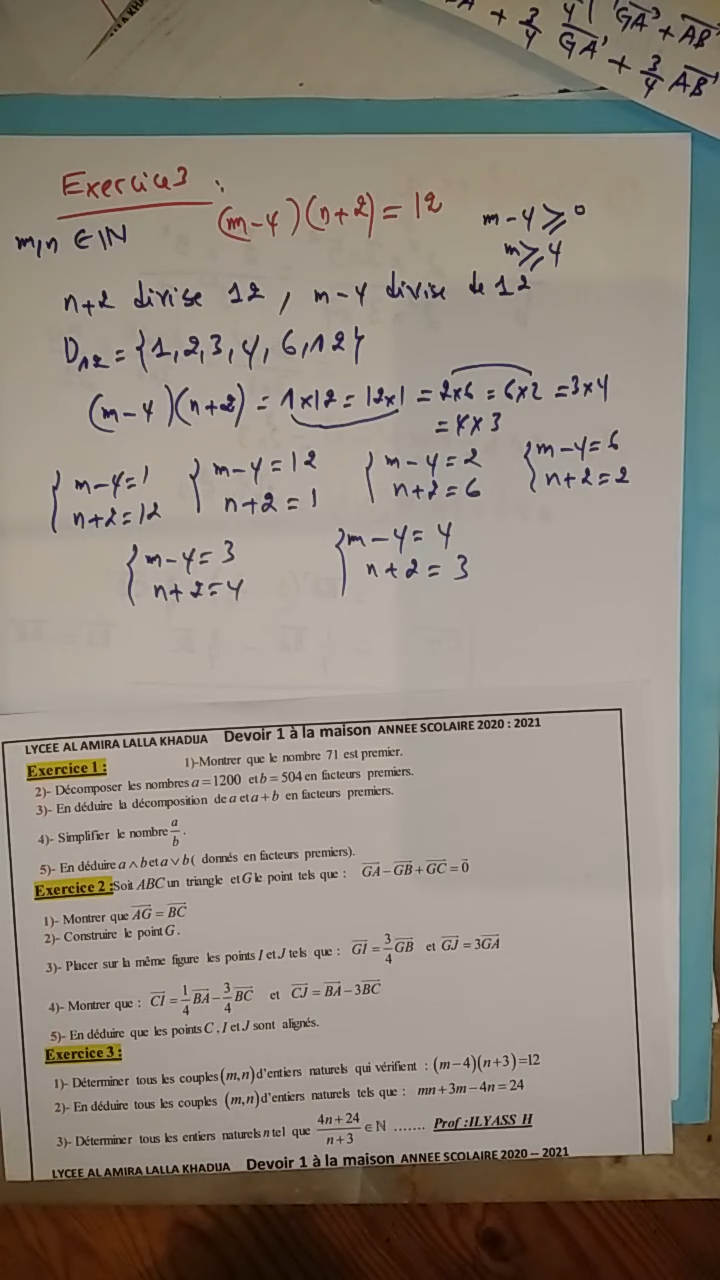 + 3/4 GA + AB
GA + 3/4 AB
Exercice 3 :
(m-4)(n+2) = 12
m-4 ≥ 0
m, n ∈ IN
m ≥ 4
n+2 divise 12, m-4 divise de 12
D₁₂ = {1, 2, 3, 4, 6, 12}
(m-4)(n+2) = 1×12 = 12×1 = 2×6 = 6×2 = 3×4
= 4×3
{ m-4=1 { m-4=12 { m-4=2 { m-4=6
{ n+2=12 { n+2=1 { n+2=6 { n+2=2
{ m-4=3 { m-4=4
{ n+2=4 { n+2=3
LYCEE AL AMIRA LALLA KHADIJA Devoir 1 à la maison ANNEE SCOLAIRE 2020 : 2021
Exercice 1 : 1)-Montrer que le nombre 71 est premier.
2)- Décomposer les nombres a = 1200 et b = 504 en facteurs premiers.
3)- En déduire la décomposition de a et a + b en facteurs premiers.
4)- Simplifier le nombre a/b .
5)- En déduire a ∧ b et a ∨ b ( donnés en facteurs premiers).
Exercice 2 :Soit ABC un triangle et G le point tels que : GA − GB + GC = 0
1)- Montrer que AG = BC
2)- Construire le point G .
3)- Placer sur la même figure les points I et J tels que : GI = 3/4 GB et GJ = 3GA
4)- Montrer que : CI = 1/4 BA − 3/4 BC et CJ = BA − 3BC
5)- En déduire que les points C , I et J sont alignés.
Exercice 3 :
1)- Déterminer tous les couples (m,n) d'entiers naturels qui vérifient : (m−4)(n+3)=12
2)- En déduire tous les couples (m,n) d'entiers naturels tels que : mn + 3m − 4n = 24
3)- Déterminer tous les entiers naturels n tel que (4n+24)/(n+3) ∈ N ....... Prof :ILYASS H
LYCEE AL AMIRA LALLA KHADIJA Devoir 1 à la maison ANNEE SCOLAIRE 2020 – 2021